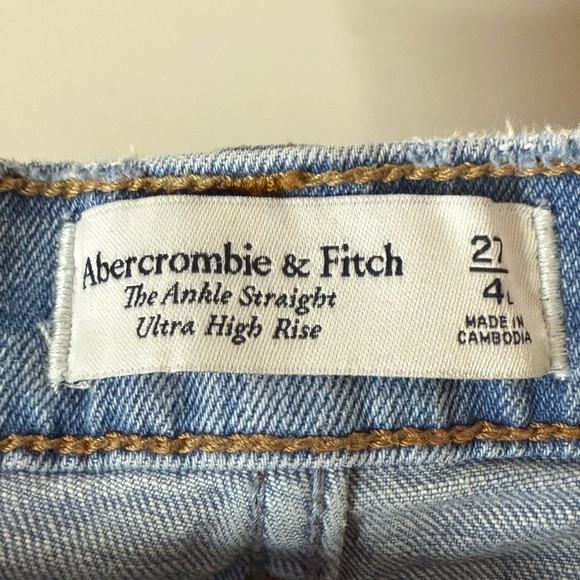 Abercrombie & Fitch
The Ankle Straight
Ultra High Rise
27
4L
MADE IN
CAMBODIA